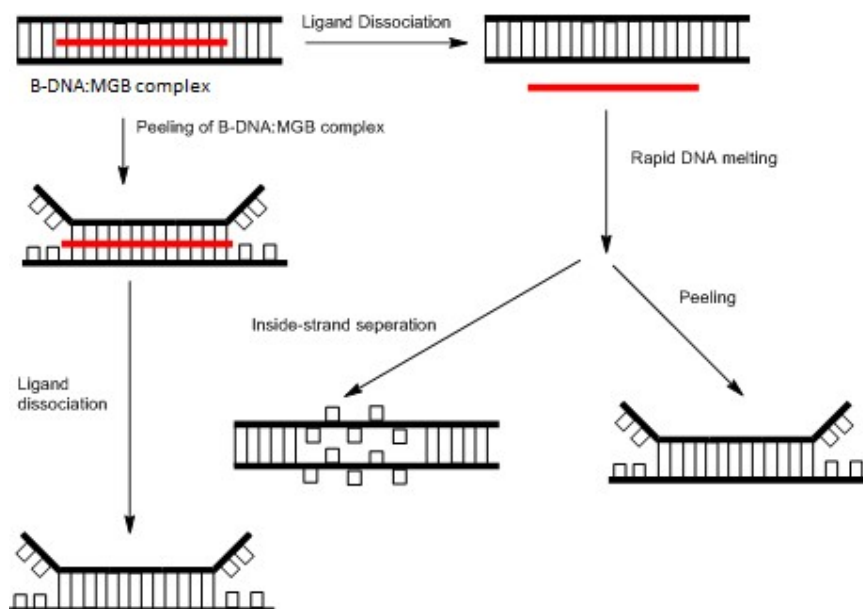 Ligand Dissociation
B-DNA:MGB complex
Peeling of B-DNA:MGB complex
Rapid DNA melting
Peeling
Inside-strand seperation
Ligand
dissociation